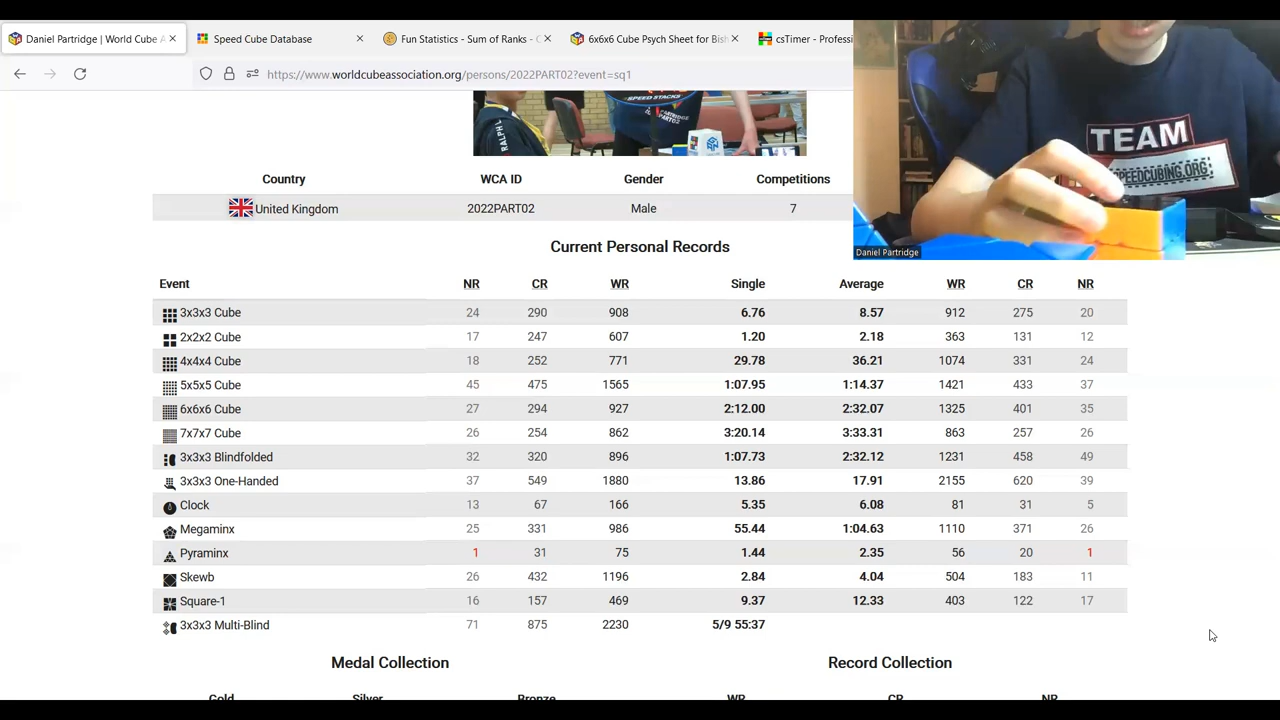 Daniel Partridge | World Cube A
Speed Cube Database
Fun Statistics - Sum of Ranks - C
6x6x6 Cube Psych Sheet for Bish
csTimer - Professi
https://www.worldcubeassociation.org/persons/2022PART02?event=sq1
SPEED STACKS
PARTRIDGE
PART02
RALPH
TEAM
SPEEDCUBING.ORG
Daniel Partridge
Country WCA ID Gender Competitions
United Kingdom 2022PART02 Male 7
Current Personal Records
Event NR CR WR Single Average WR CR NR
3x3x3 Cube 24 290 908 6.76 8.57 912 275 20
2x2x2 Cube 17 247 607 1.20 2.18 363 131 12
4x4x4 Cube 18 252 771 29.78 36.21 1074 331 24
5x5x5 Cube 45 475 1565 1:07.95 1:14.37 1421 433 37
6x6x6 Cube 27 294 927 2:12.00 2:32.07 1325 401 35
7x7x7 Cube 26 254 862 3:20.14 3:33.31 863 257 26
3x3x3 Blindfolded 32 320 896 1:07.73 2:32.12 1231 458 49
3x3x3 One-Handed 37 549 1880 13.86 17.91 2155 620 39
Clock 13 67 166 5.35 6.08 81 31 5
Megaminx 25 331 986 55.44 1:04.63 1110 371 26
Pyraminx 1 31 75 1.44 2.35 56 20 1
Skewb 26 432 1196 2.84 4.04 504 183 11
Square-1 16 157 469 9.37 12.33 403 122 17
3x3x3 Multi-Blind 71 875 2230 5/9 55:37
Medal Collection Record Collection
Gold Silver Bronze WR CR NR